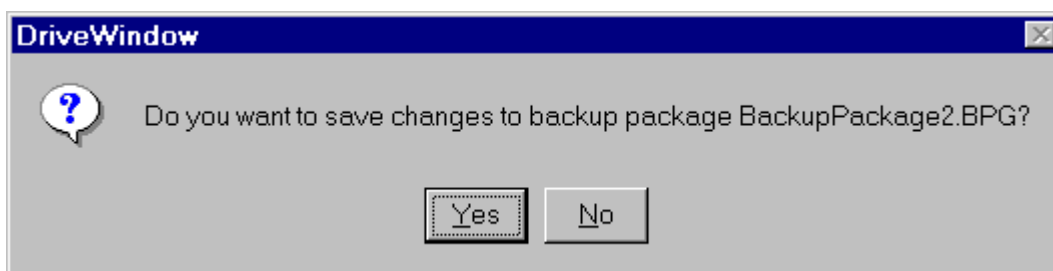 DriveWindow
?
Do you want to save changes to backup package BackupPackage2.BPG?
Yes No